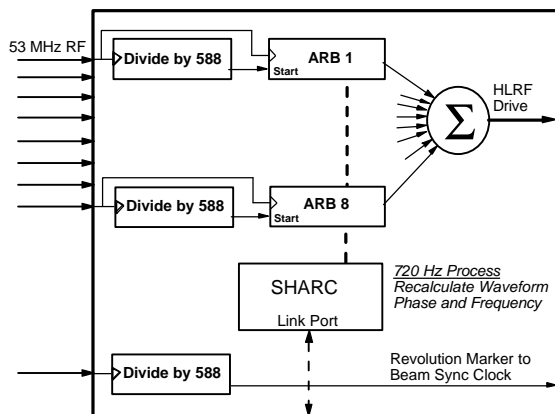 53 MHz RF
Divide by 588
ARB 1
Start
Σ
HLRF
Drive
Divide by 588
ARB 8
Start
SHARC
Link Port
720 Hz Process
Recalculate Waveform
Phase and Frequency
Divide by 588
Revolution Marker to
Beam Sync Clock